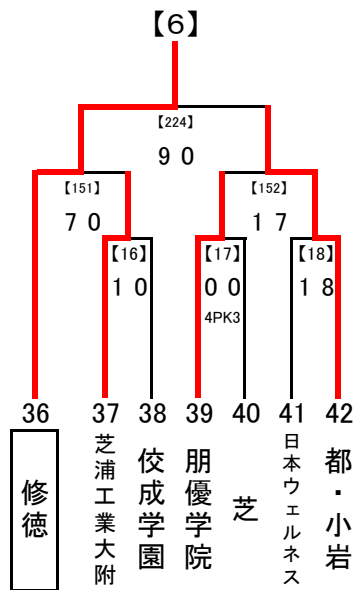 【6】
【224】
9 0
【151】 【152】
7 0 1 7
【16】 【17】 【18】
1 0 0 0 1 8
4PK3
36 37 38 39 40 41 42
修徳
芝浦工業大附
佼成学園
朋優学院
芝
日本ウェルネス
都・小岩